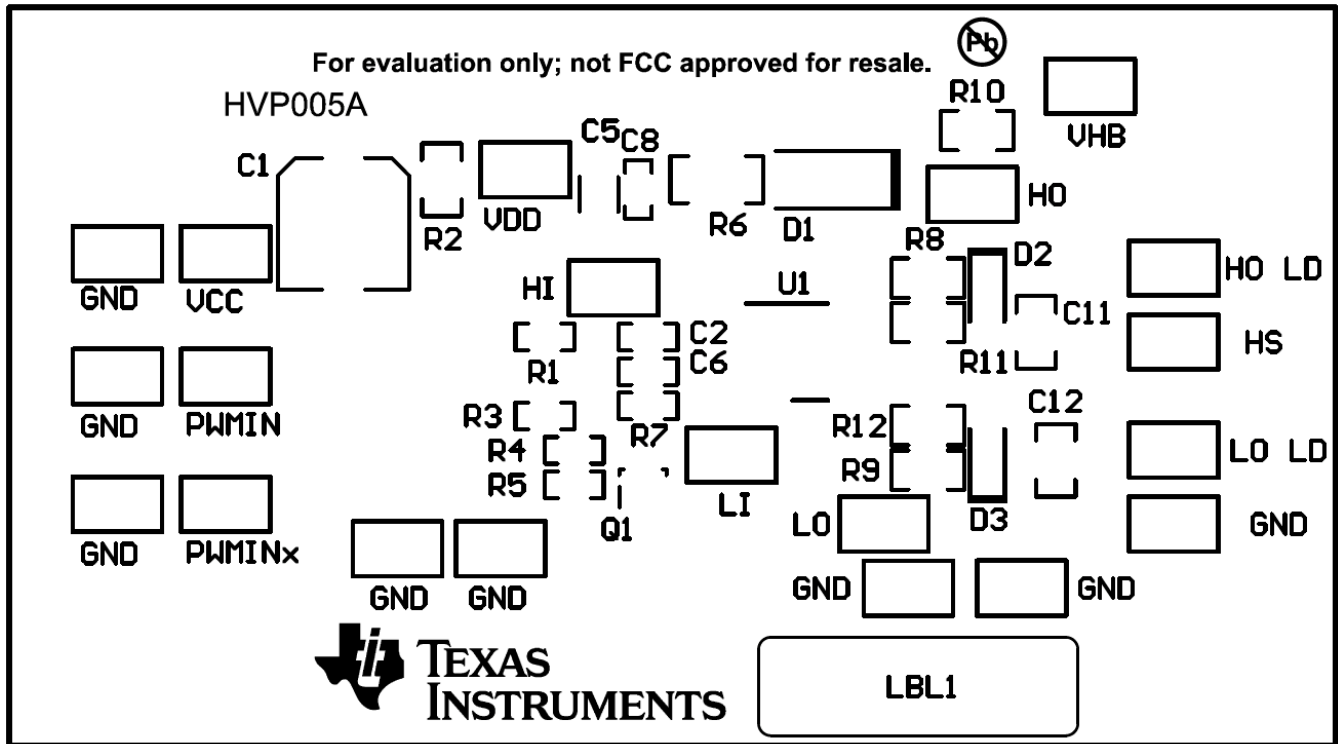 Pb
For evaluation only; not FCC approved for resale.
HVP005A
R10
VHB
C1
C5
C8
R2
VDD
R6
D1
HO
R8
D2
GND
VCC
HI
U1
HO LD
C11
R1
C2
C6
R11
HS
GND
PWMIN
R3
R7
R12
C12
R4
R5
R9
LO LD
Q1
LI
LO
D3
GND
GND
PWMINx
GND
GND
GND
GND
TEXAS
INSTRUMENTS
LBL1